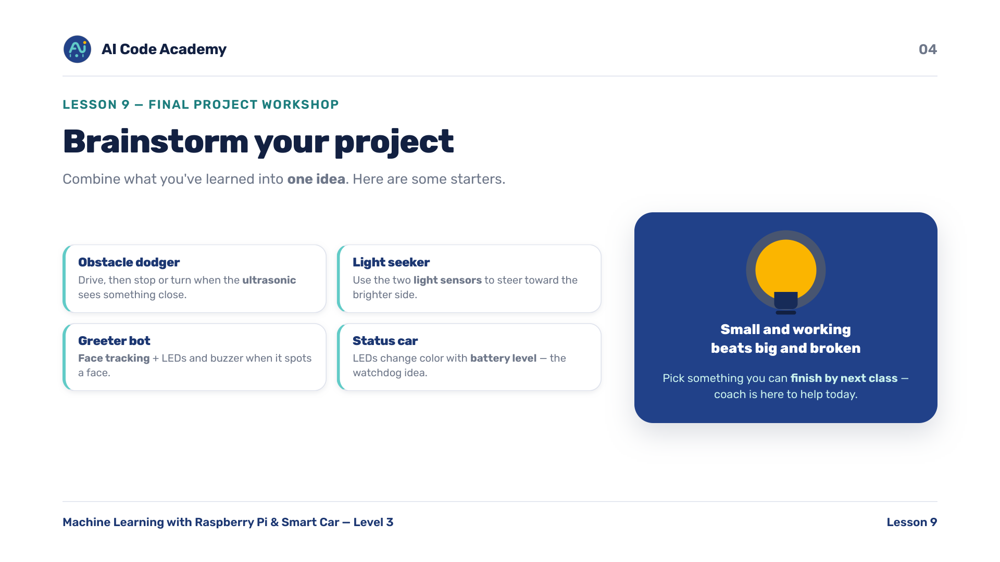 AI Code Academy
04
LESSON 9 — FINAL PROJECT WORKSHOP
Brainstorm your project
Combine what you've learned into one idea. Here are some starters.
Obstacle dodger
Drive, then stop or turn when the ultrasonic
sees something close.
Light seeker
Use the two light sensors to steer toward the
brighter side.
Greeter bot
Face tracking + LEDs and buzzer when it spots
a face.
Status car
LEDs change color with battery level — the
watchdog idea.
Small and working
beats big and broken
Pick something you can finish by next class —
coach is here to help today.
Machine Learning with Raspberry Pi & Smart Car — Level 3
Lesson 9